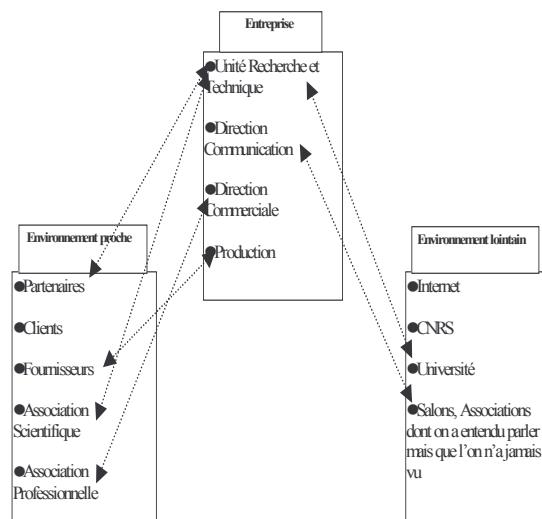 Entreprise
●Unité Recherche et
Technique
●Direction
Communication
●Direction
Commerciale
●Production
Environnement proche
●Partenaires
●Clients
●Fournisseurs
●Association
Scientifique
●Association
Professionnelle
Environnement lointain
●Internet
●CNRS
●Université
●Salons, Associations
dont on a entendu parler
mais que l'on n'a jamais
vu